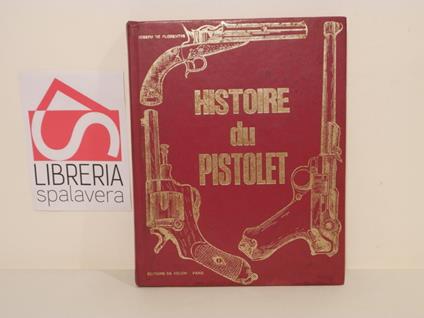 JOSEPH DE FLORENTIIS
HISTOIRE
du
PISTOLET
EDITIONS DE VECCHI PARIS
LIBRERIA
spalavera